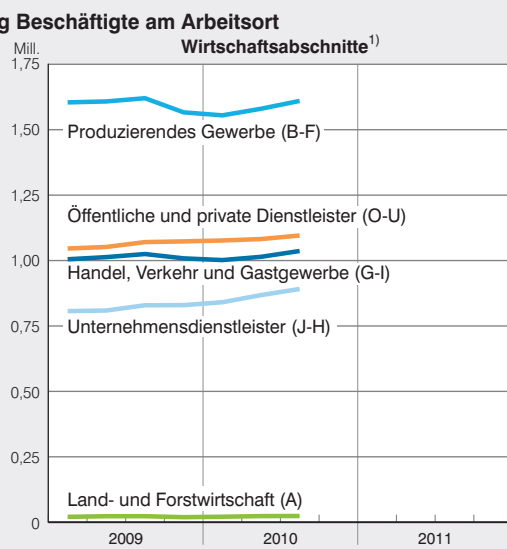 g Beschäftigte am Arbeitsort
Mill.
Wirtschaftsabschnitte1)
1,75
1,50
Produzierendes Gewerbe (B-F)
1,25
Öffentliche und private Dienstleister (O-U)
1,00
Handel, Verkehr und Gastgewerbe (G-I)
0,75
Unternehmensdienstleister (J-H)
0,50
0,25
Land- und Forstwirtschaft (A)
0
2009 2010 2011